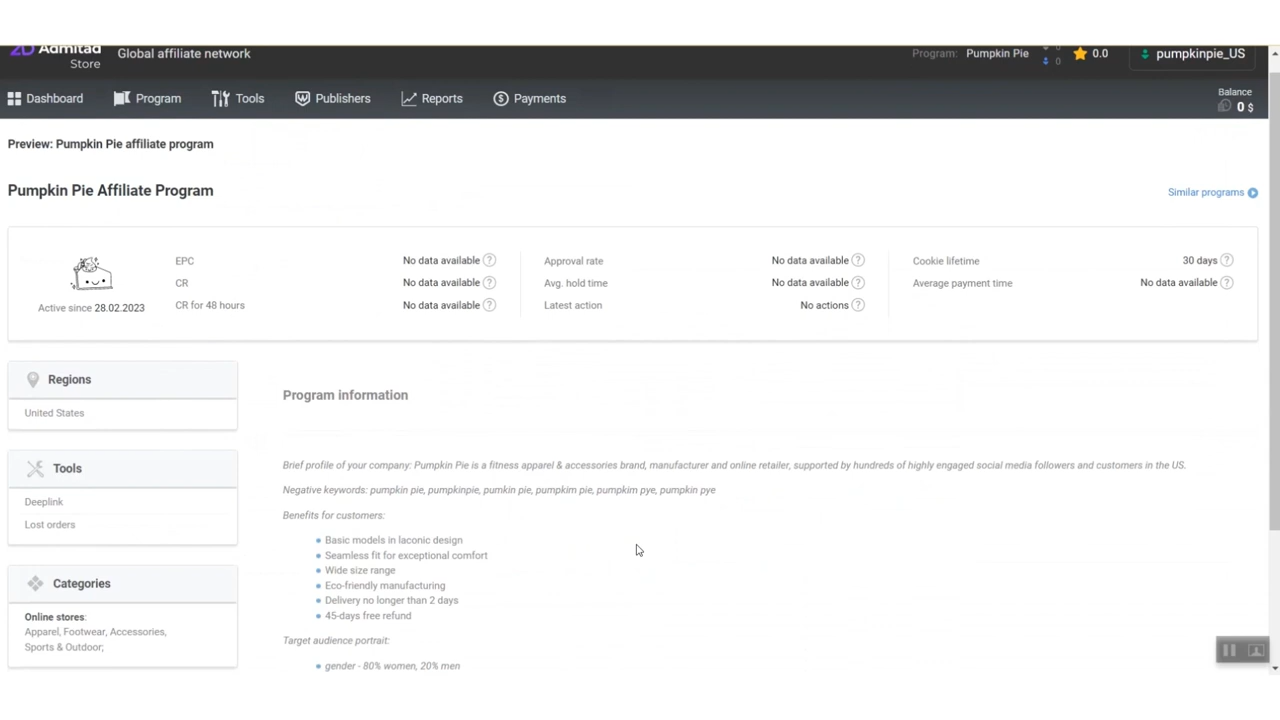 Admitad
Store
Global affiliate network
Program: Pumpkin Pie
0
0
0.0
pumpkinpie_US
Dashboard
Program
Tools
Publishers
Reports
Payments
Balance
0 $
Preview: Pumpkin Pie affiliate program
Pumpkin Pie Affiliate Program
Similar programs
Active since 28.02.2023
EPC No data available ?
CR No data available ?
CR for 48 hours No data available ?
Approval rate No data available ?
Avg. hold time No data available ?
Latest action No actions ?
Cookie lifetime 30 days ?
Average payment time No data available ?
Regions
United States
Tools
Deeplink
Lost orders
Categories
Online stores:
Apparel, Footwear, Accessories,
Sports & Outdoor;
Program information
Brief profile of your company: Pumpkin Pie is a fitness apparel & accessories brand, manufacturer and online retailer, supported by hundreds of highly engaged social media followers and customers in the US.
Negative keywords: pumpkin pie, pumpkinpie, pumkin pie, pumpkim pie, pumpkim pye, pumpkin pye
Benefits for customers:
Basic models in laconic design
Seamless fit for exceptional comfort
Wide size range
Eco-friendly manufacturing
Delivery no longer than 2 days
45-days free refund
Target audience portrait:
gender - 80% women, 20% men